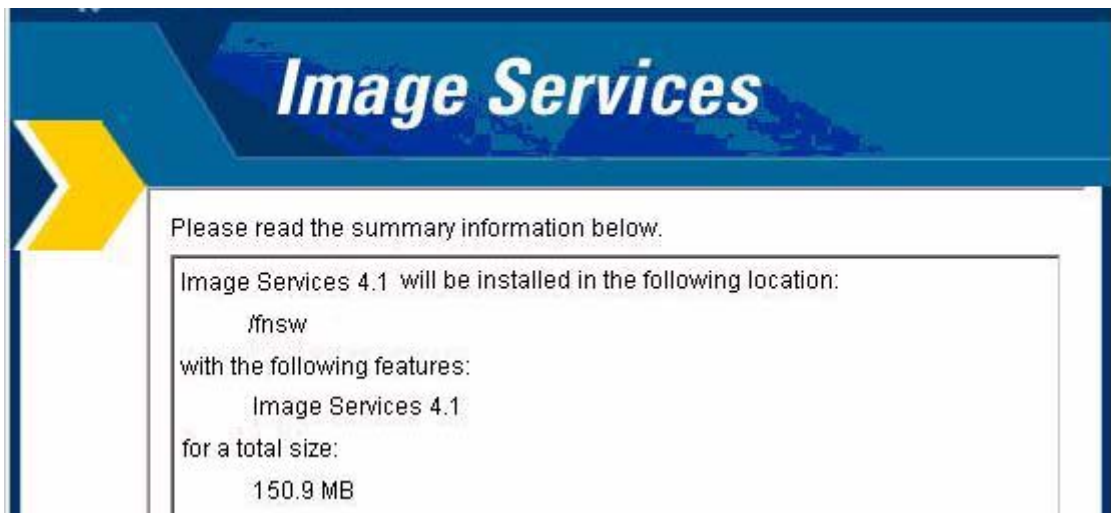 Image Services
Please read the summary information below.
Image Services 4.1 will be installed in the following location:
/fnsw
with the following features:
Image Services 4.1
for a total size:
150.9 MB